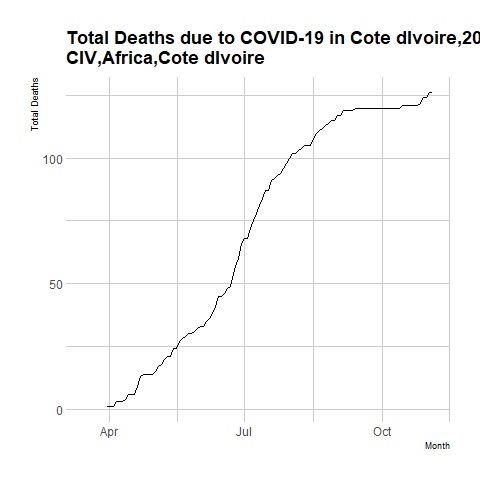 Total Deaths due to COVID-19 in Cote dIvoire,20
CIV,Africa,Cote dIvoire
Total Deaths
100
50
0
Apr
Jul
Oct
Month